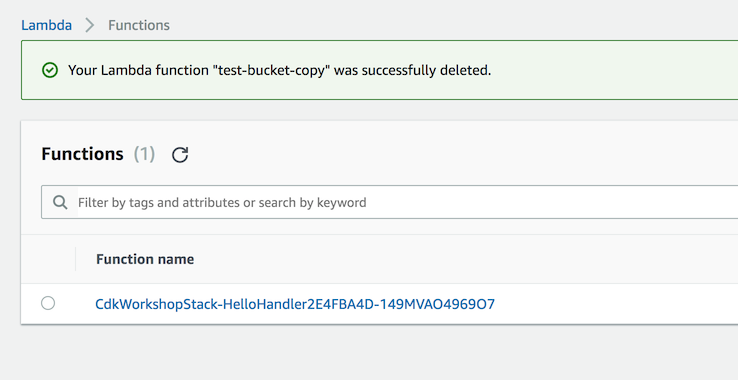 Lambda > Functions
Your Lambda function "test-bucket-copy" was successfully deleted.
Functions (1)
Filter by tags and attributes or search by keyword
Function name
CdkWorkshopStack-HelloHandler2E4FBA4D-149MVAO4969O7